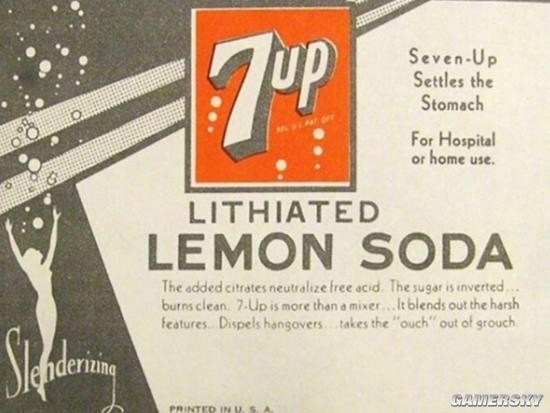 7up
REG. U.S. PAT. OFF.
Seven-Up
Settles the
Stomach
For Hospital
or home use.
LITHIATED
LEMON SODA
The added citrates neutralize free acid. The sugar is inverted...
burns clean. 7-Up is more than a mixer...It blends out the harsh
features...Dispels hangovers...takes the "ouch" out of grouch.
Slenderizing
PRINTED IN U. S. A.
GAMERSKY